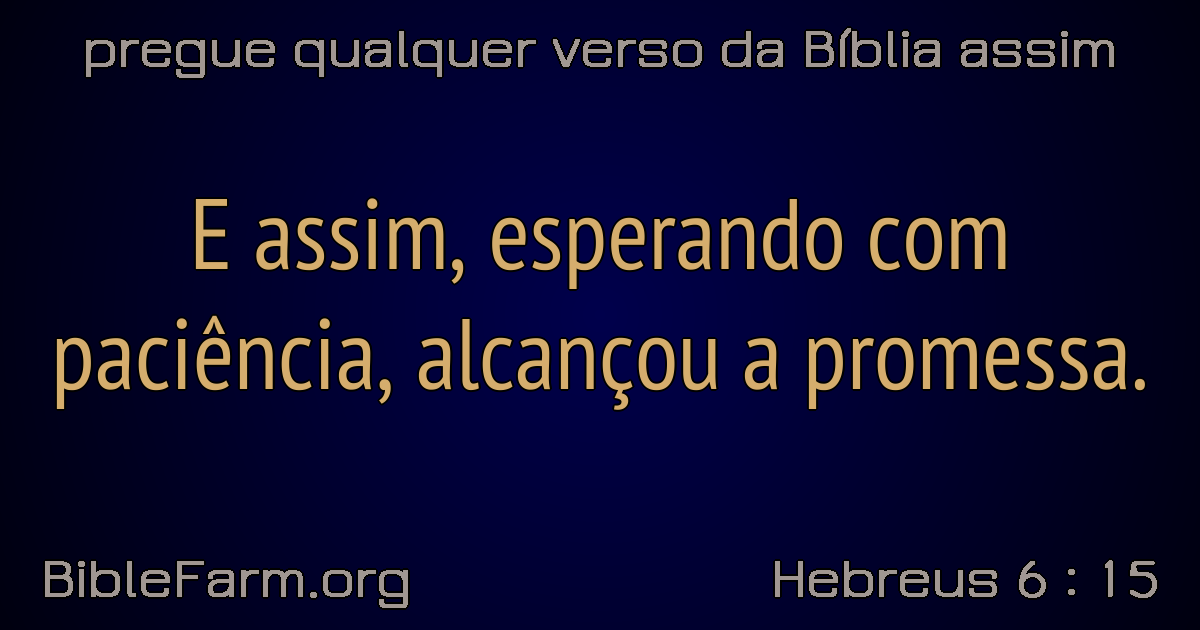 pregue qualquer verso da Bíblia assim
E assim, esperando com
paciência, alcançou a promessa.
BibleFarm.org
Hebreus 6 : 15